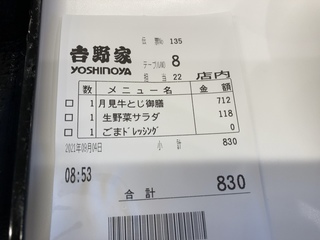 伝 票No 135
吉野家
YOSHINOYA
テーブルNo 8
担 当 22 店内
数 メニュー名 金 額
□ 1 月見牛とじ御膳 712
□ 1 生野菜サラダ 118
□ 1 ごまドレッシング 0
2021年09月04日 小 計 830
08:53
合 計 830